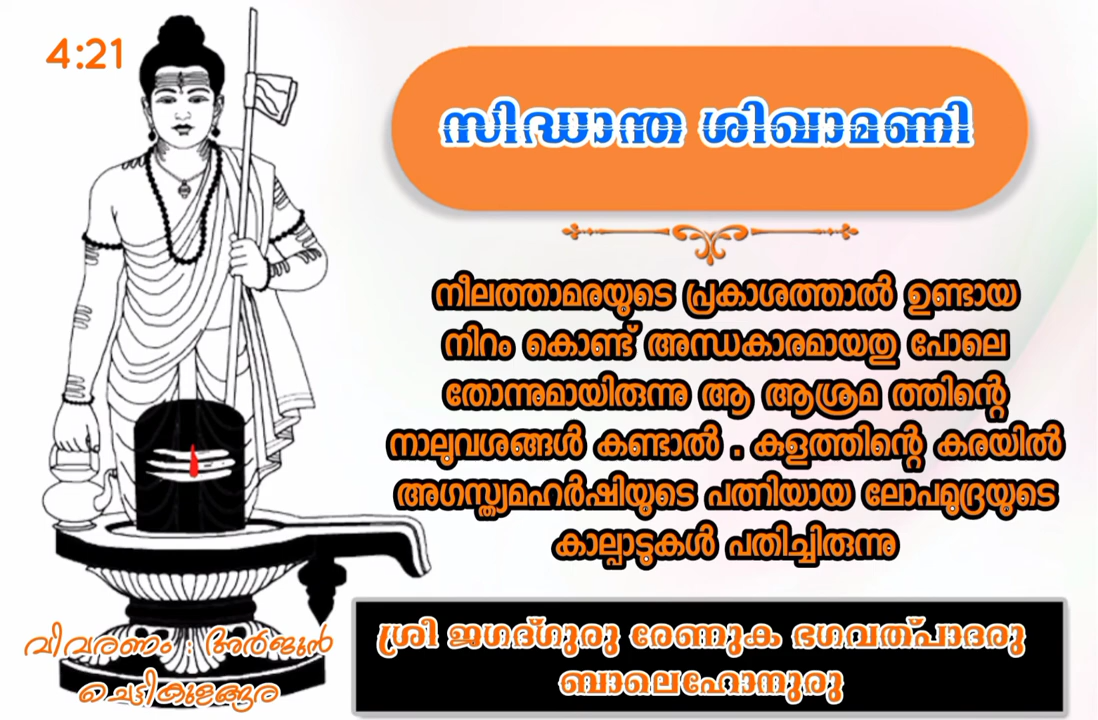 4:21
സിദ്ധാന്ത ശിഖാമണി
നീലത്താമരയുടെ പ്രകാശത്താൽ ഉണ്ടായ
നിറം കൊണ്ട് അന്ധകാരമായതു പോലെ
തോന്നുമായിരുന്നു ആ ആശ്രമ ത്തിന്റെ
നാലുവശങ്ങൾ കണ്ടാൽ . കുളത്തിന്റെ കരയിൽ
അഗസ്ത്യമഹർഷിയുടെ പത്നിയായ ലോപമുദ്രയുടെ
കാല്പാടുകൾ പതിച്ചിരുന്നു
ശ്രീ ജഗദ്ഗുരു രേണുക ഭഗവത്പാദരു
ബാലെഹോന്നുരു
വിവരണം : അർജുൻ
ചെട്ടികുളങ്ങര